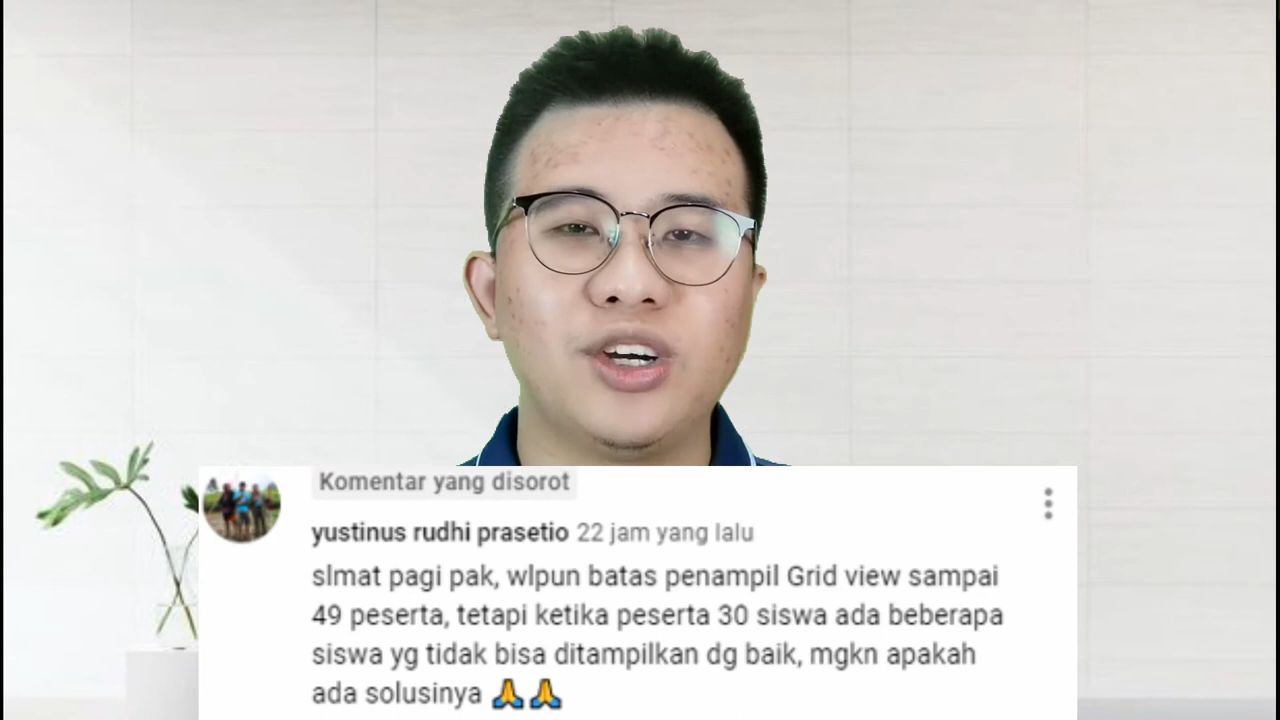 Komentar yang disorot
yustinus rudhi prasetio 22 jam yang lalu
slmat pagi pak, wlpun batas penampil Grid view sampai
49 peserta, tetapi ketika peserta 30 siswa ada beberapa
siswa yg tidak bisa ditampilkan dg baik, mgkn apakah
ada solusinya 🙏🙏